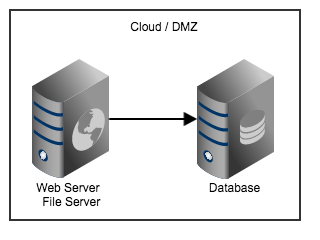 Cloud / DMZ
Web Server
File Server
Database